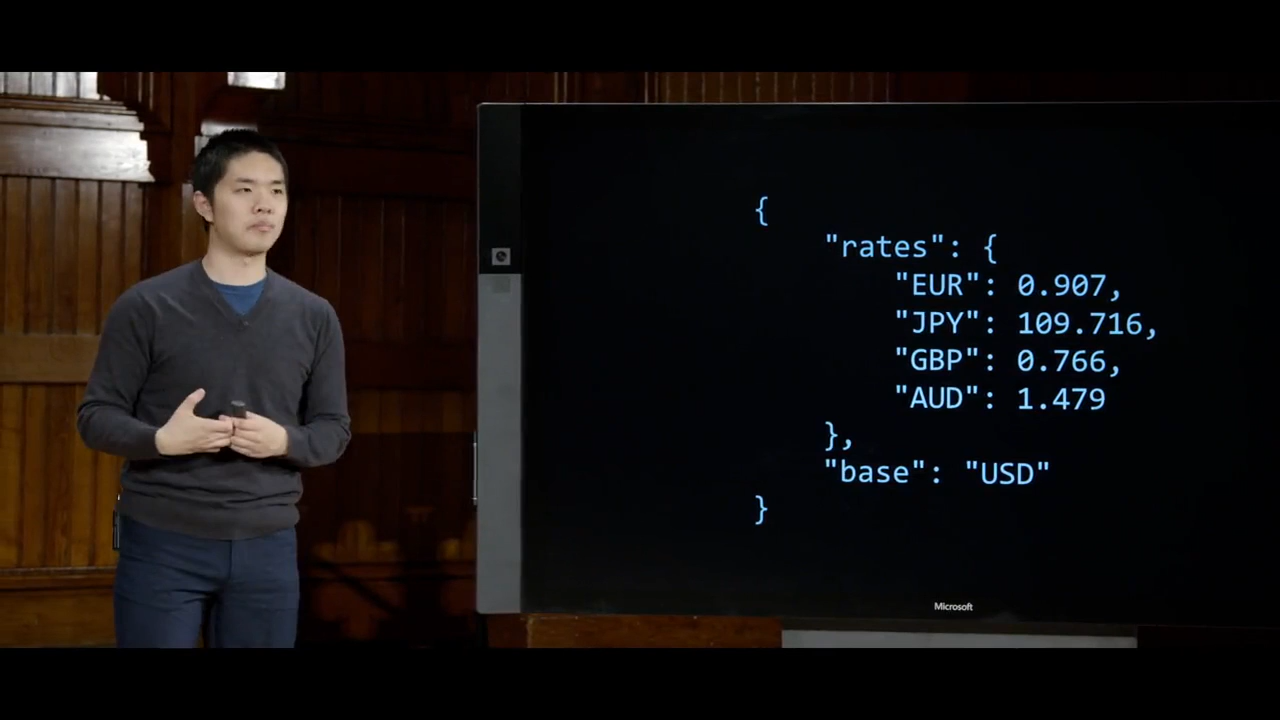 {
"rates": {
"EUR": 0.907,
"JPY": 109.716,
"GBP": 0.766,
"AUD": 1.479
},
"base": "USD"
}
Microsoft